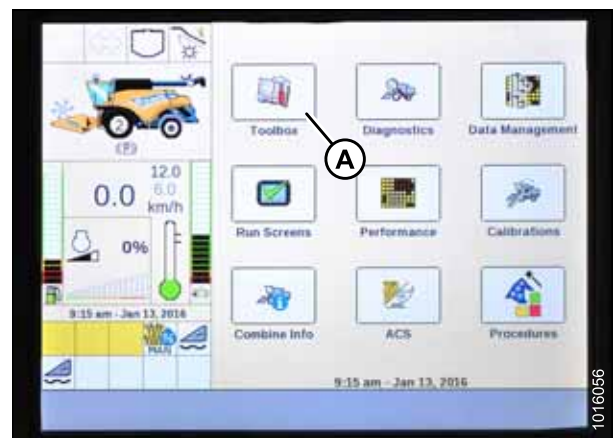 2
(P)
12.0
6.0
0.0
km/h
0%
9:15 am - Jan 13, 2016
MAN
Toolbox
Diagnostics
Data Management
A
Run Screens
Performance
Calibrations
Combine Info
ACS
Procedures
9:15 am - Jan 13, 2016
1016056